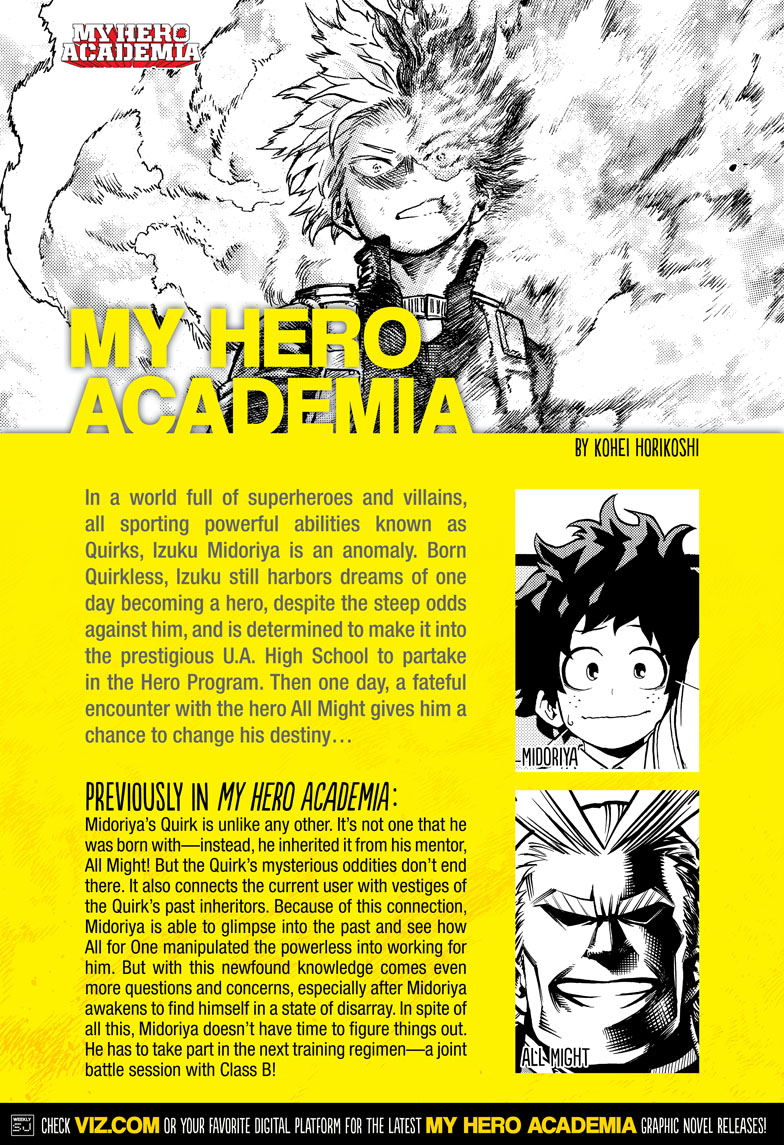 MY HERO
ACADEMIA
MY HERO
ACADEMIA
BY KOHEI HORIKOSHI
In a world full of superheroes and villains,
all sporting powerful abilities known as
Quirks, Izuku Midoriya is an anomaly. Born
Quirkless, Izuku still harbors dreams of one
day becoming a hero, despite the steep odds
against him, and is determined to make it into
the prestigious U.A. High School to partake
in the Hero Program. Then one day, a fateful
encounter with the hero All Might gives him a
chance to change his destiny…
MIDORIYA
PREVIOUSLY IN MY HERO ACADEMIA:
Midoriya’s Quirk is unlike any other. It’s not one that he
was born with—instead, he inherited it from his mentor,
All Might! But the Quirk’s mysterious oddities don’t end
there. It also connects the current user with vestiges of
the Quirk’s past inheritors. Because of this connection,
Midoriya is able to glimpse into the past and see how
All for One manipulated the powerless into working for
him. But with this newfound knowledge comes even
more questions and concerns, especially after Midoriya
awakens to find himself in a state of disarray. In spite of
all this, Midoriya doesn’t have time to figure things out.
He has to take part in the next training regimen—a joint
battle session with Class B!
ALL MIGHT
WEEKLY
SJ
CHECK VIZ.COM OR YOUR FAVORITE DIGITAL PLATFORM FOR THE LATEST MY HERO ACADEMIA GRAPHIC NOVEL RELEASES!